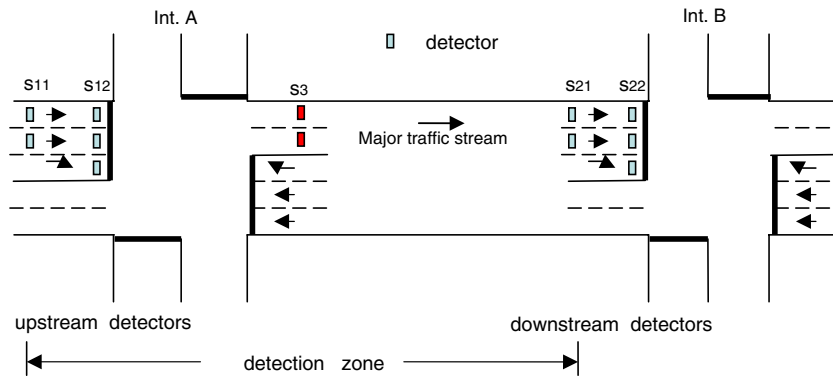 Int. A
Int. B
detector
S11
S12
S3
S21
S22
Major traffic stream
upstream detectors
downstream detectors
detection zone